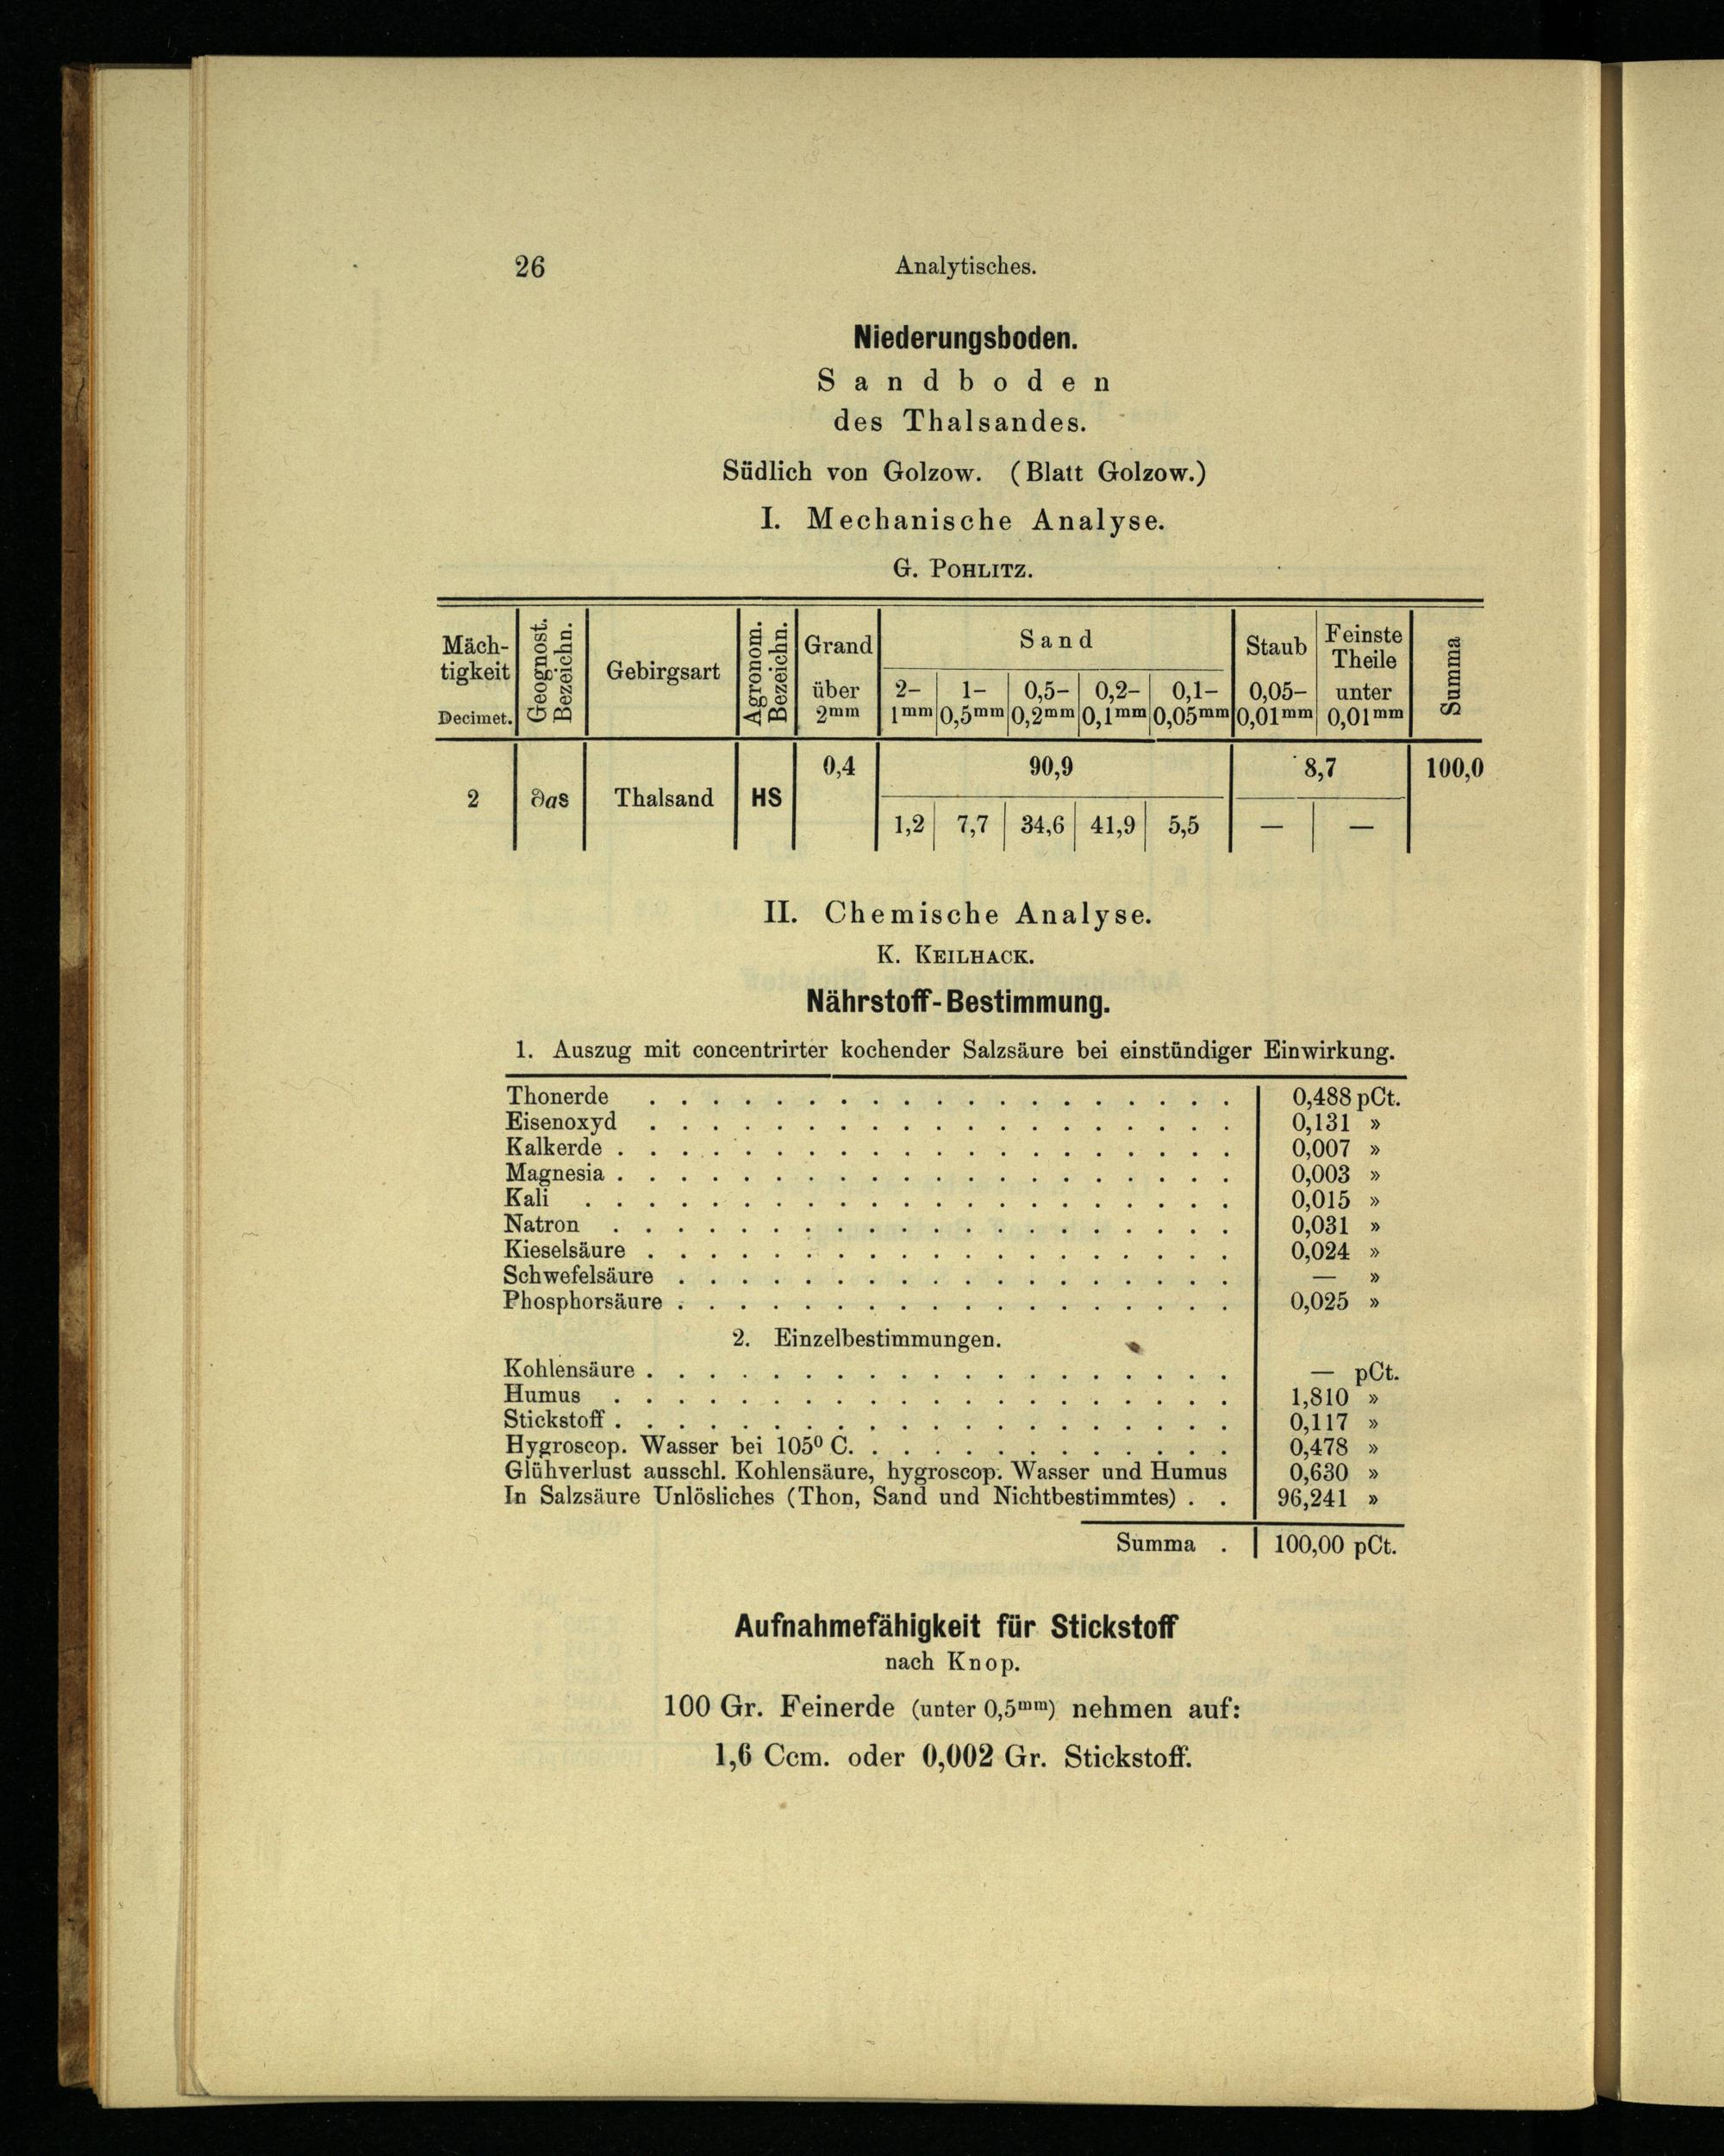 26 Analytisches.
Niederungsboden.
Sandboden
des Thalsandes.
Südlich von Golzow. (Blatt Golzow.)
I. Mechanische Analyse.
G. POHLITZ.
Mäch-
tigkeit
Decimet.
Geognost.
Bezeichn.
Gebirgsart
Agronom.
Bezeichn.
Grand
über
2mm
Sand
2-
1mm
1-
0,5mm
0,5-
0,2mm
0,2-
0,1mm
0,1-
0,05mm
Staub
0,05-
0,01mm
Feinste
Theile
unter
0,01mm
Summa
2 ∂as Thalsand HS 0,4 90,9 8,7 100,0
1,2 7,7 34,6 41,9 5,5 — —
II. Chemische Analyse.
K. KEILHACK.
Nährstoff-Bestimmung.
1. Auszug mit concentrirter kochender Salzsäure bei einstündiger Einwirkung.
Thonerde . . . . . . . . . . . . . . . . . . . 0,488 pCt.
Eisenoxyd . . . . . . . . . . . . . . . . . . . 0,131 »
Kalkerde . . . . . . . . . . . . . . . . . . . . 0,007 »
Magnesia . . . . . . . . . . . . . . . . . . . . 0,003 »
Kali . . . . . . . . . . . . . . . . . . . . . 0,015 »
Natron . . . . . . . . . . . . . . . . . . . . 0,031 »
Kieselsäure . . . . . . . . . . . . . . . . . . . 0,024 »
Schwefelsäure . . . . . . . . . . . . . . . . . . — »
Phosphorsäure . . . . . . . . . . . . . . . . . . 0,025 »
2. Einzelbestimmungen.
Kohlensäure . . . . . . . . . . . . . . . . . . . — pCt.
Humus . . . . . . . . . . . . . . . . . . . . 1,810 »
Stickstoff . . . . . . . . . . . . . . . . . . . . 0,117 »
Hygroscop. Wasser bei 105⁰ C. . . . . . . . . . . . . 0,478 »
Glühverlust ausschl. Kohlensäure, hygroscop. Wasser und Humus 0,630 »
In Salzsäure Unlösliches (Thon, Sand und Nichtbestimmtes) . . 96,241 »
Summa . 100,00 pCt.
Aufnahmefähigkeit für Stickstoff
nach Knop.
100 Gr. Feinerde (unter 0,5mm) nehmen auf:
1,6 Ccm. oder 0,002 Gr. Stickstoff.